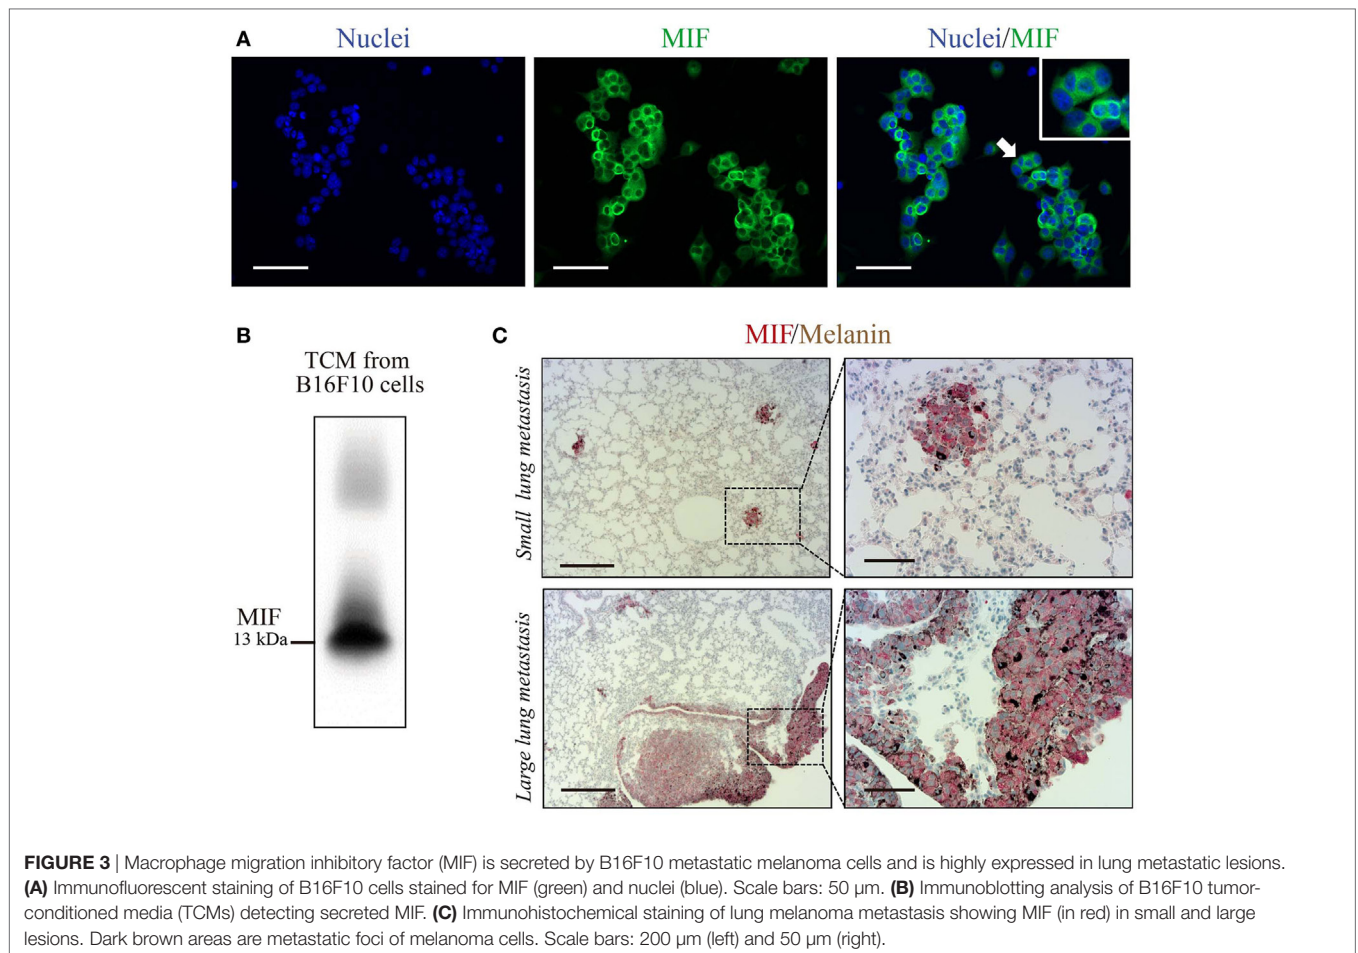 A
Nuclei
MIF
Nuclei/MIF
B
TCM from
B16F10 cells
MIF
13 kDa
C
MIF/Melanin
Small lung metastasis
Large lung metastasis
FIGURE 3 | Macrophage migration inhibitory factor (MIF) is secreted by B16F10 metastatic melanoma cells and is highly expressed in lung metastatic lesions.
(A) Immunofluorescent staining of B16F10 cells stained for MIF (green) and nuclei (blue). Scale bars: 50 µm. (B) Immunoblotting analysis of B16F10 tumor-
conditioned media (TCMs) detecting secreted MIF. (C) Immunohistochemical staining of lung melanoma metastasis showing MIF (in red) in small and large
lesions. Dark brown areas are metastatic foci of melanoma cells. Scale bars: 200 µm (left) and 50 µm (right).